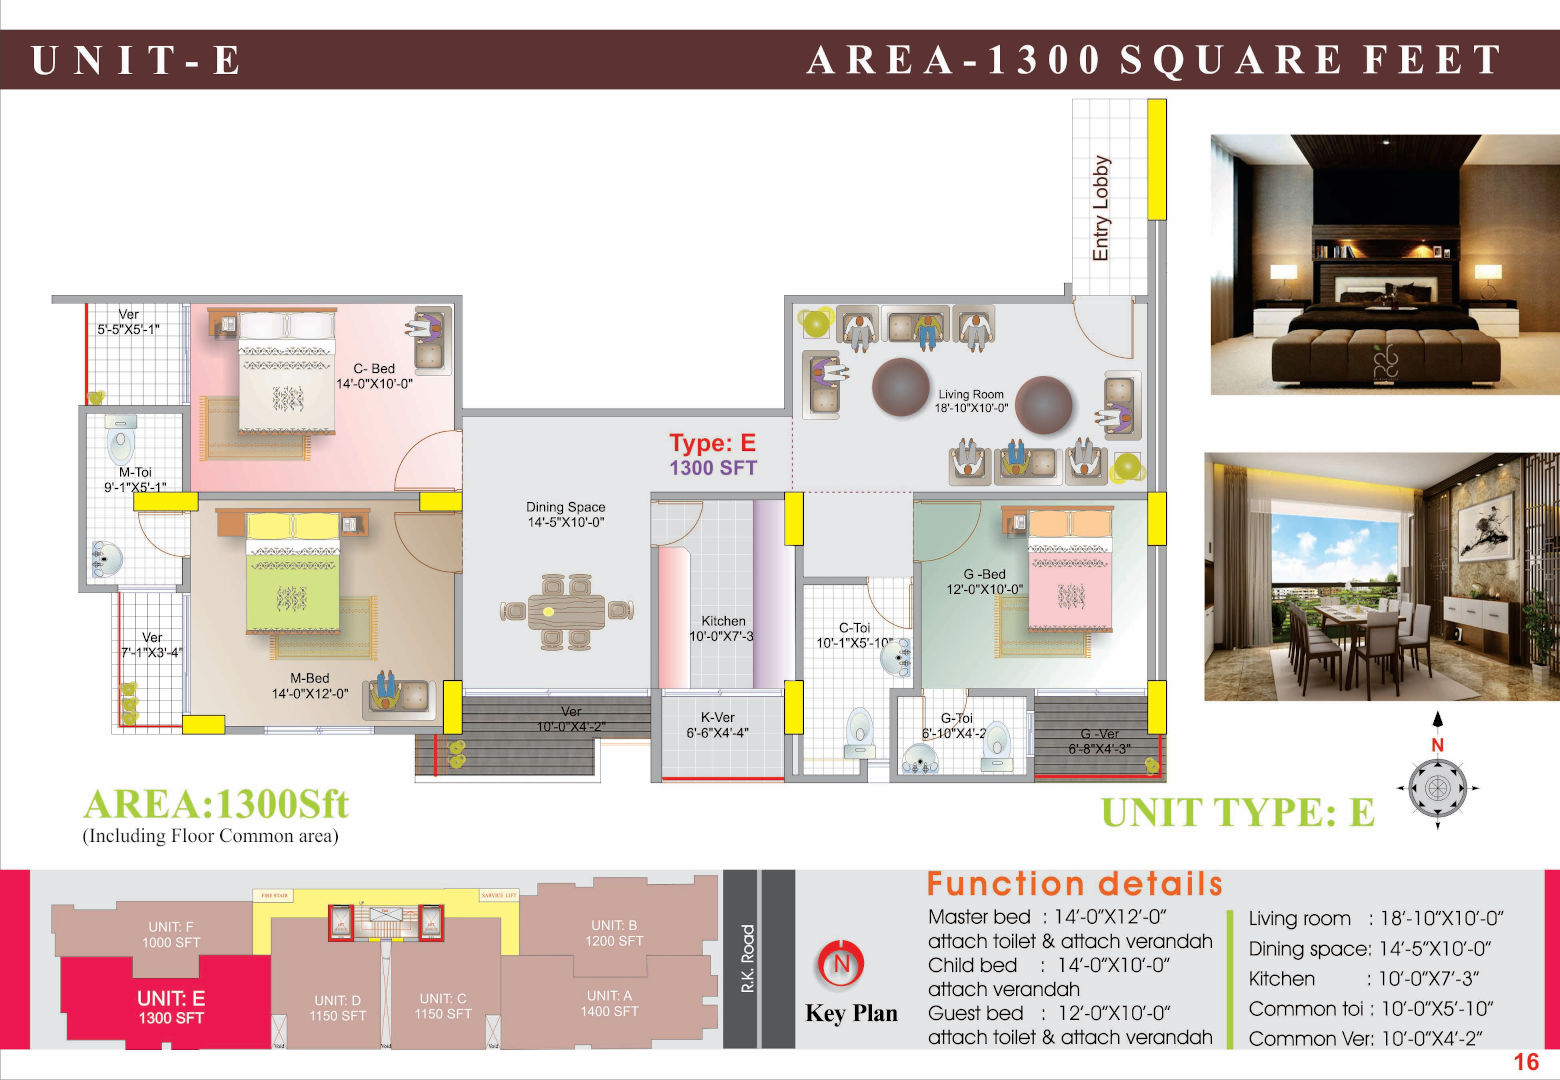 UNIT-E
AREA-1300 SQUARE FEET
Entry Lobby
Ver
5'-5"X5'-1"
C- Bed
14'-0"X10'-0"
Living Room
18'-10"X10'-0"
Type: E
1300 SFT
M-Toi
9'-1"X5'-1"
Dining Space
14'-5"X10'-0"
G -Bed
12'-0"X10'-0"
Kitchen
10'-0"X7'-3
C-Toi
10'-1"X5'-10"
Ver
7'-1"X3'-4"
M-Bed
14'-0"X12'-0"
Ver
10'-0"X4'-2"
K-Ver
6'-6"X4'-4"
G-Toi
6'-10"X4'-2
G -Ver
6'-8"X4'-3"
N
AREA:1300Sft
(Including Floor Common area)
UNIT TYPE: E
FIRE STAIR
SARVICE LIFT
UP
UNIT: F
1000 SFT
UNIT: B
1200 SFT
UNIT: E
1300 SFT
UNIT: D
1150 SFT
UNIT: C
1150 SFT
UNIT: A
1400 SFT
Void
Void
Void
R.K. Road
N
Key Plan
Function details
Master bed : 14'-0"X12'-0"
attach toilet & attach verandah
Child bed : 14'-0"X10'-0"
attach verandah
Guest bed : 12'-0"X10'-0"
attach toilet & attach verandah
Living room : 18'-10"X10'-0"
Dining space: 14'-5"X10'-0"
Kitchen : 10'-0"X7'-3"
Common toi : 10'-0"X5'-10"
Common Ver: 10'-0"X4'-2"
16